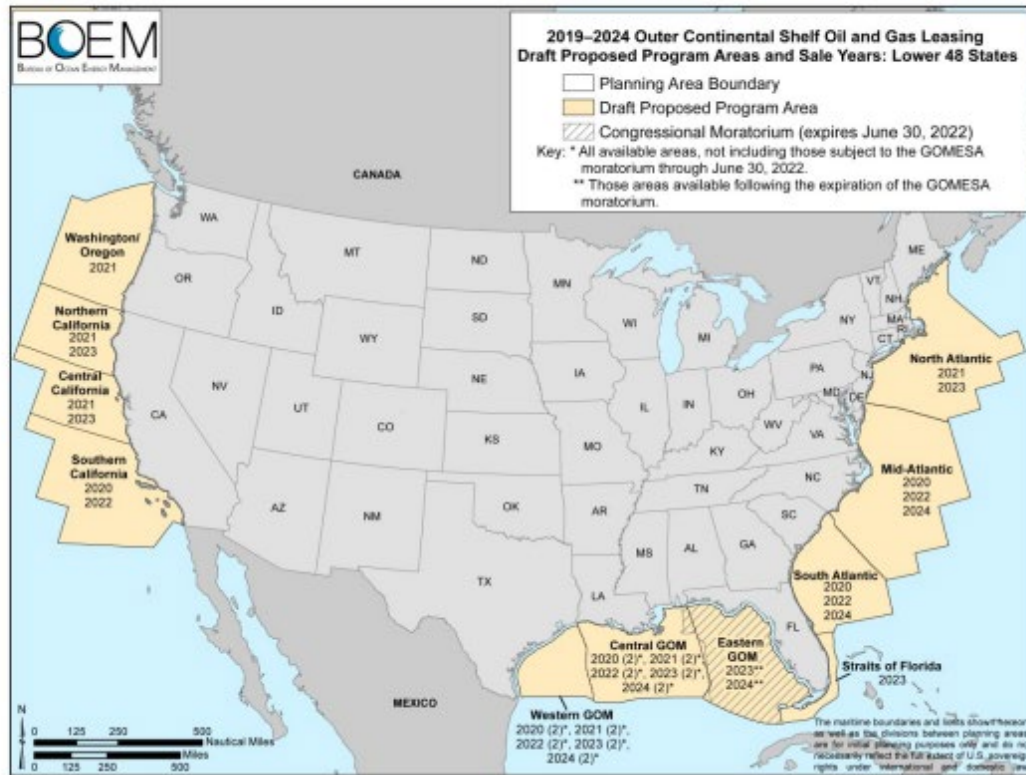 BOEM
BUREAU OF OCEAN ENERGY MANAGEMENT
2019–2024 Outer Continental Shelf Oil and Gas Leasing
Draft Proposed Program Areas and Sale Years: Lower 48 States
Planning Area Boundary
Draft Proposed Program Area
Congressional Moratorium (expires June 30, 2022)
Key: * All available areas, not including those subject to the GOMESA
moratorium through June 30, 2022.
** Those areas available following the expiration of the GOMESA
moratorium.
CANADA
Washington/
Oregon
2021
Northern
California
2021
2023
Central
California
2021
2023
Southern
California
2020
2022
WA
OR
ID
MT
ND
SD
MN
WI
MI
WY
NE
IA
NV
UT
CO
CA
AZ
NM
KS
OK
TX
MO
AR
LA
IL
IN
OH
KY
TN
MS
AL
GA
FL
SC
NC
VA
WV
PA
NY
ME
VT
NH
MA
RI
CT
NJ
MD
DE
North Atlantic
2021
2023
Mid-Atlantic
2020
2022
2024
South Atlantic
2020
2022
2024
Straits of Florida
2023
Eastern
GOM
2023**
2024**
Central GOM
2020 (2)*, 2021 (2)*,
2022 (2)*, 2023 (2)*,
2024 (2)*
Western GOM
2020 (2)*, 2021 (2)*,
2022 (2)*, 2023 (2)*,
2024 (2)*
MEXICO
N
0 125 250 500
Nautical Miles
Miles
0 125 250 500
The maritime boundaries and limits shown hereon,
as well as the divisions between planning areas,
are for initial planning purposes only and do not
necessarily reflect the full extent of U.S. sovereign
rights under international and domestic law.